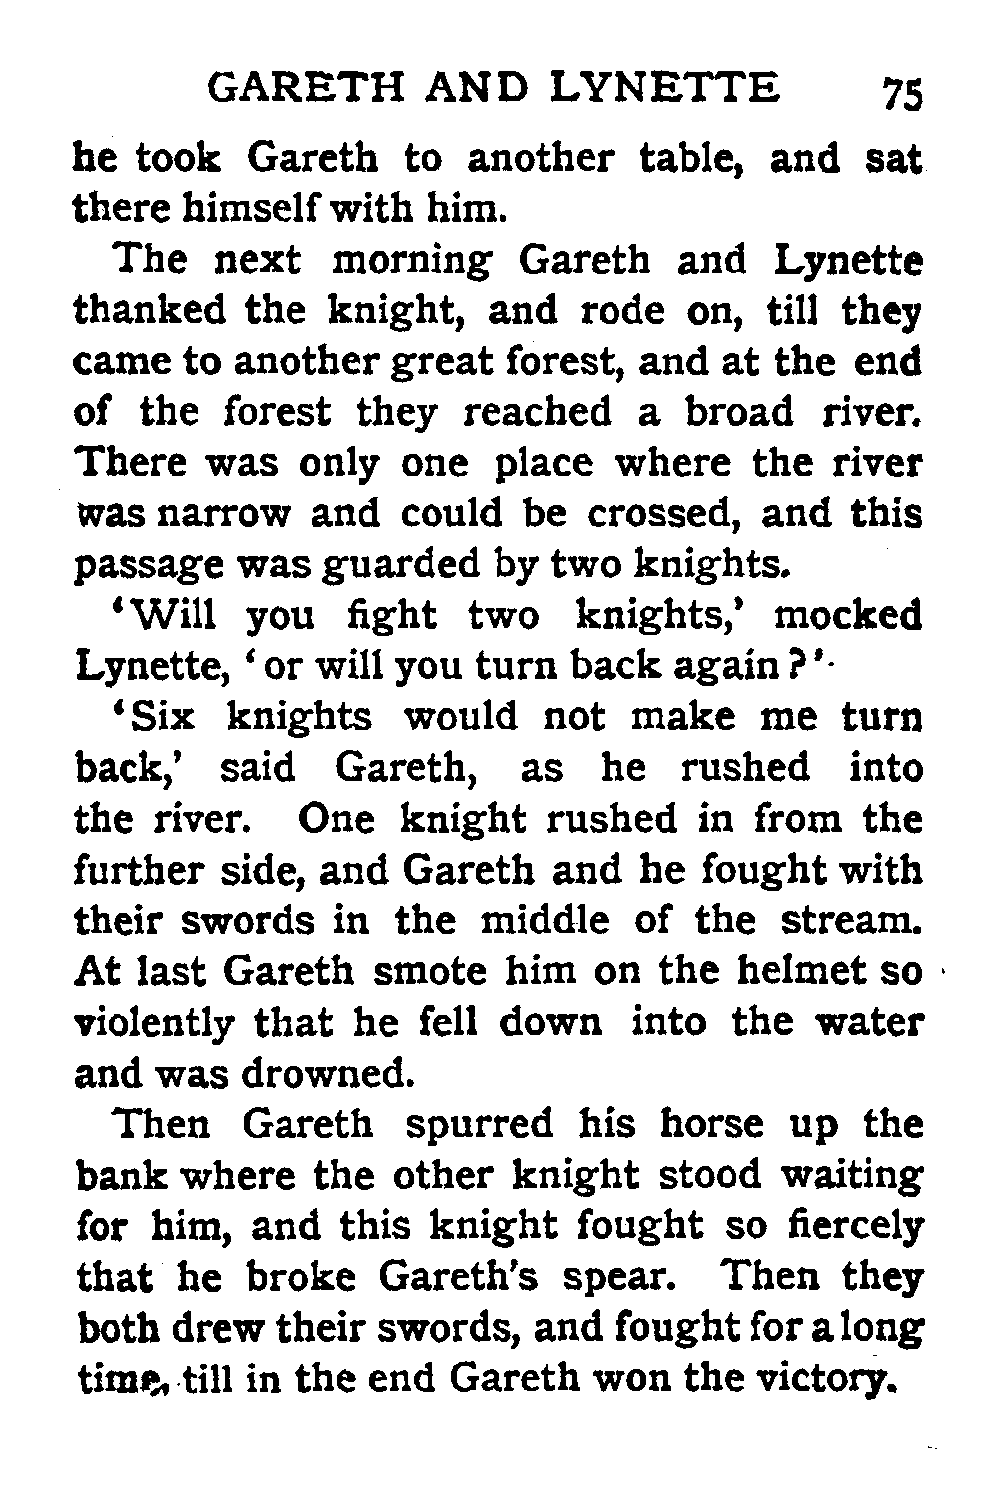 GARETH AND LYNETTE 75
he took Gareth to another table, and sat
there himself with him.
The next morning Gareth and Lynette
thanked the knight, and rode on, till they
came to another great forest, and at the end
of the forest they reached a broad river.
There was only one place where the river
was narrow and could be crossed, and this
passage was guarded by two knights.
‘Will you fight two knights,’ mocked
Lynette, ‘or will you turn back again?’
‘Six knights would not make me turn
back,’ said Gareth, as he rushed into
the river. One knight rushed in from the
further side, and Gareth and he fought with
their swords in the middle of the stream.
At last Gareth smote him on the helmet so
violently that he fell down into the water
and was drowned.
Then Gareth spurred his horse up the
bank where the other knight stood waiting
for him, and this knight fought so fiercely
that he broke Gareth's spear. Then they
both drew their swords, and fought for a long
time, till in the end Gareth won the victory.